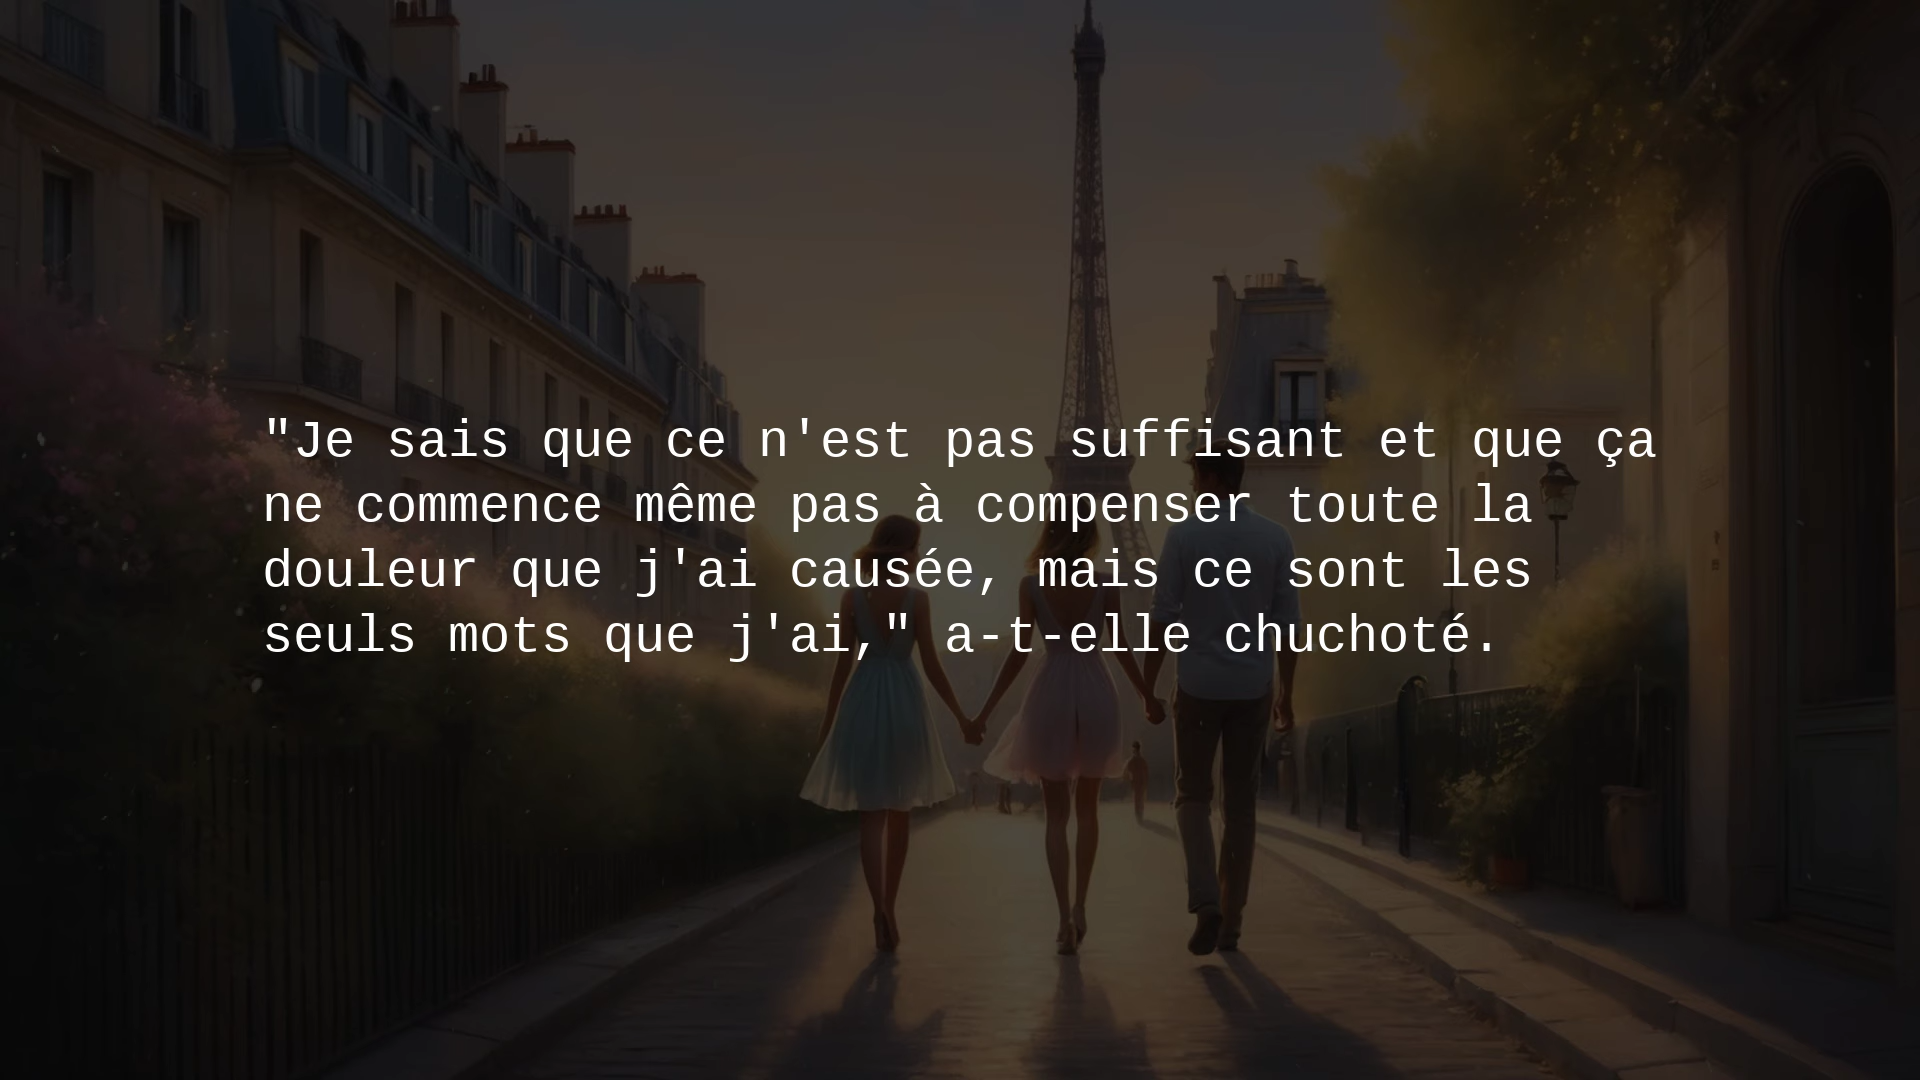 "Je sais que ce n'est pas suffisant et que ça
ne commence même pas à compenser toute la
douleur que j'ai causée, mais ce sont les
seuls mots que j'ai," a-t-elle chuchoté.